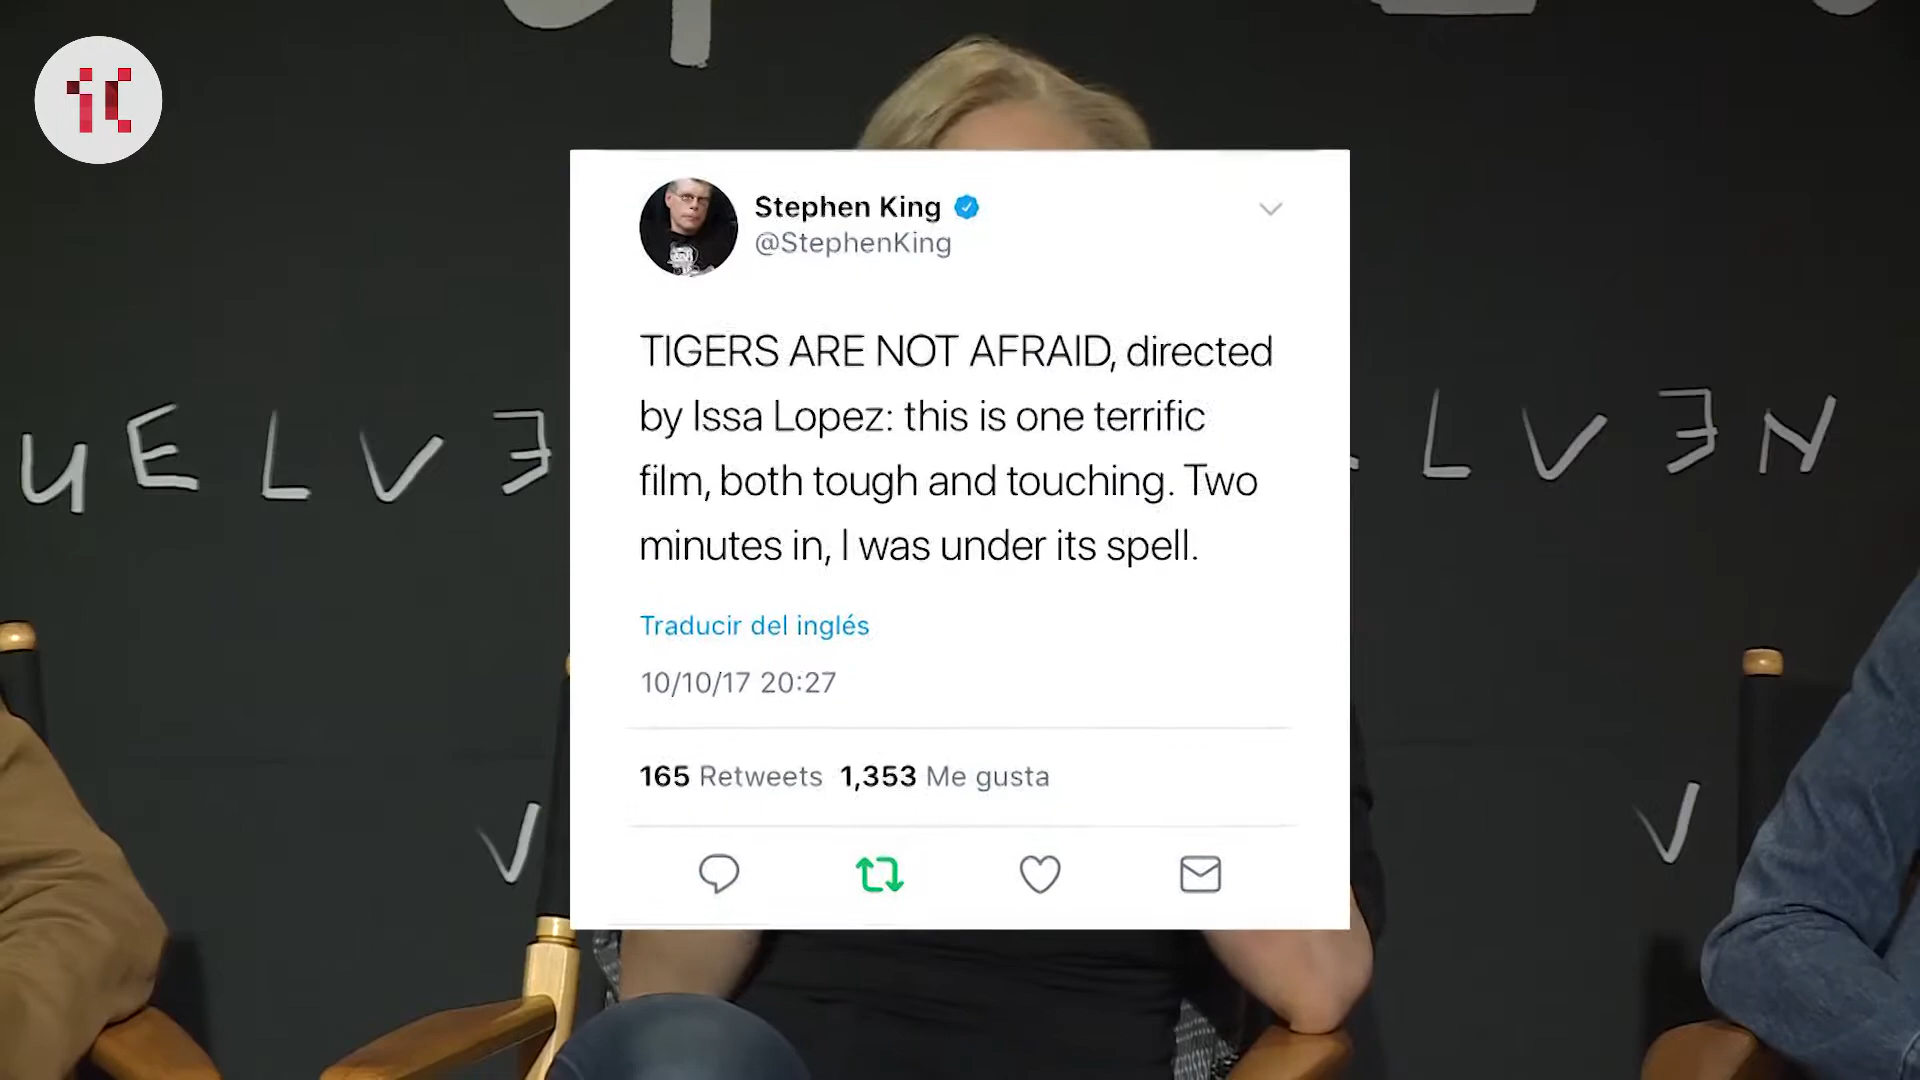 Stephen King
@StephenKing
TIGERS ARE NOT AFRAID, directed
by Issa Lopez: this is one terrific
film, both tough and touching. Two
minutes in, I was under its spell.
Traducir del inglés
10/10/17 20:27
165 Retweets 1,353 Me gusta